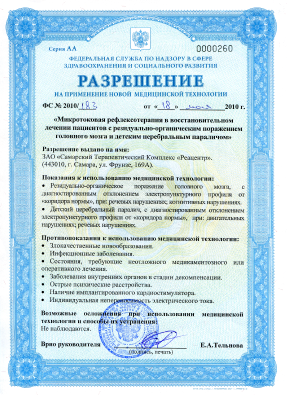 Серия АА
0000260
ФЕДЕРАЛЬНАЯ СЛУЖБА ПО НАДЗОРУ В СФЕРЕ
ЗДРАВООХРАНЕНИЯ И СОЦИАЛЬНОГО РАЗВИТИЯ
РАЗРЕШЕНИЕ
НА ПРИМЕНЕНИЕ НОВОЙ МЕДИЦИНСКОЙ ТЕХНОЛОГИИ
ФС № 2010/ 183 от « 18 » мая 2010 г.
«Микротоковая рефлексотерапия в восстановительном
лечении пациентов с резидуально-органическим поражением
головного мозга и детским церебральным параличом»
Разрешение выдано на имя:
ЗАО «Самарский Терапевтический Комплекс «Реацентр».
(443010, г. Самара, ул. Фрунзе, 169А).
Показания к использованию медицинской технологии:
• Резидуально-органическое поражение головного мозга, с
диагностированным отклонением электропунктурного профиля от
«коридора нормы», при: речевых нарушениях; когнитивных нарушениях.
• Детский церебральный паралич, с диагностированным отклонением
электропунктурного профиля от «коридора нормы», при: двигательных
нарушениях; речевых нарушениях.
Противопоказания к использованию медицинской технологии:
• Злокачественные новообразования.
• Инфекционные заболевания.
• Состояния, требующие неотложного медикаментозного или
оперативного лечения.
• Заболевания внутренних органов в стадии декомпенсации.
• Острые психические расстройства.
• Наличие имплантированного кардиостимулятора.
• Индивидуальная непереносимость электрического тока.
Возможные осложнения при использовании медицинской
технологии и способы их устранения:
Не наблюдаются.
Врио руководителя
Е.А.Тельнова
(подпись, печать)